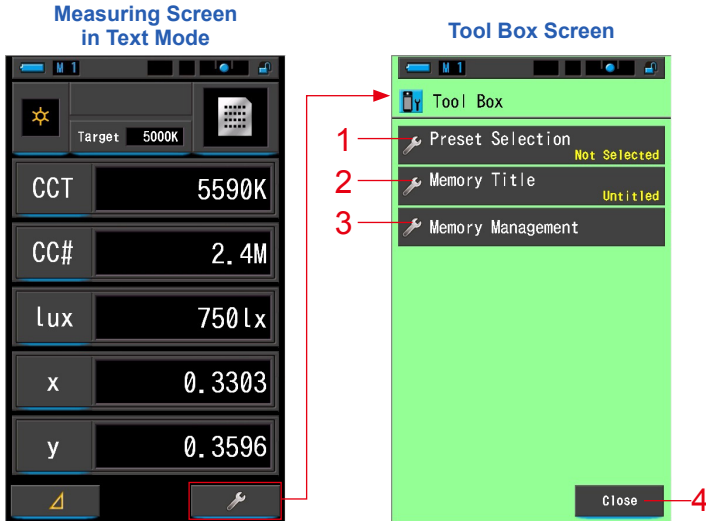 Measuring Screen
in Text Mode
M 1
Target 5000K
CCT 5590K
CC# 2.4M
lux 750lx
x 0.3303
y 0.3596
Tool Box Screen
M 1
Tool Box
1 Preset Selection
Not Selected
2 Memory Title
Untitled
3 Memory Management
Close 4